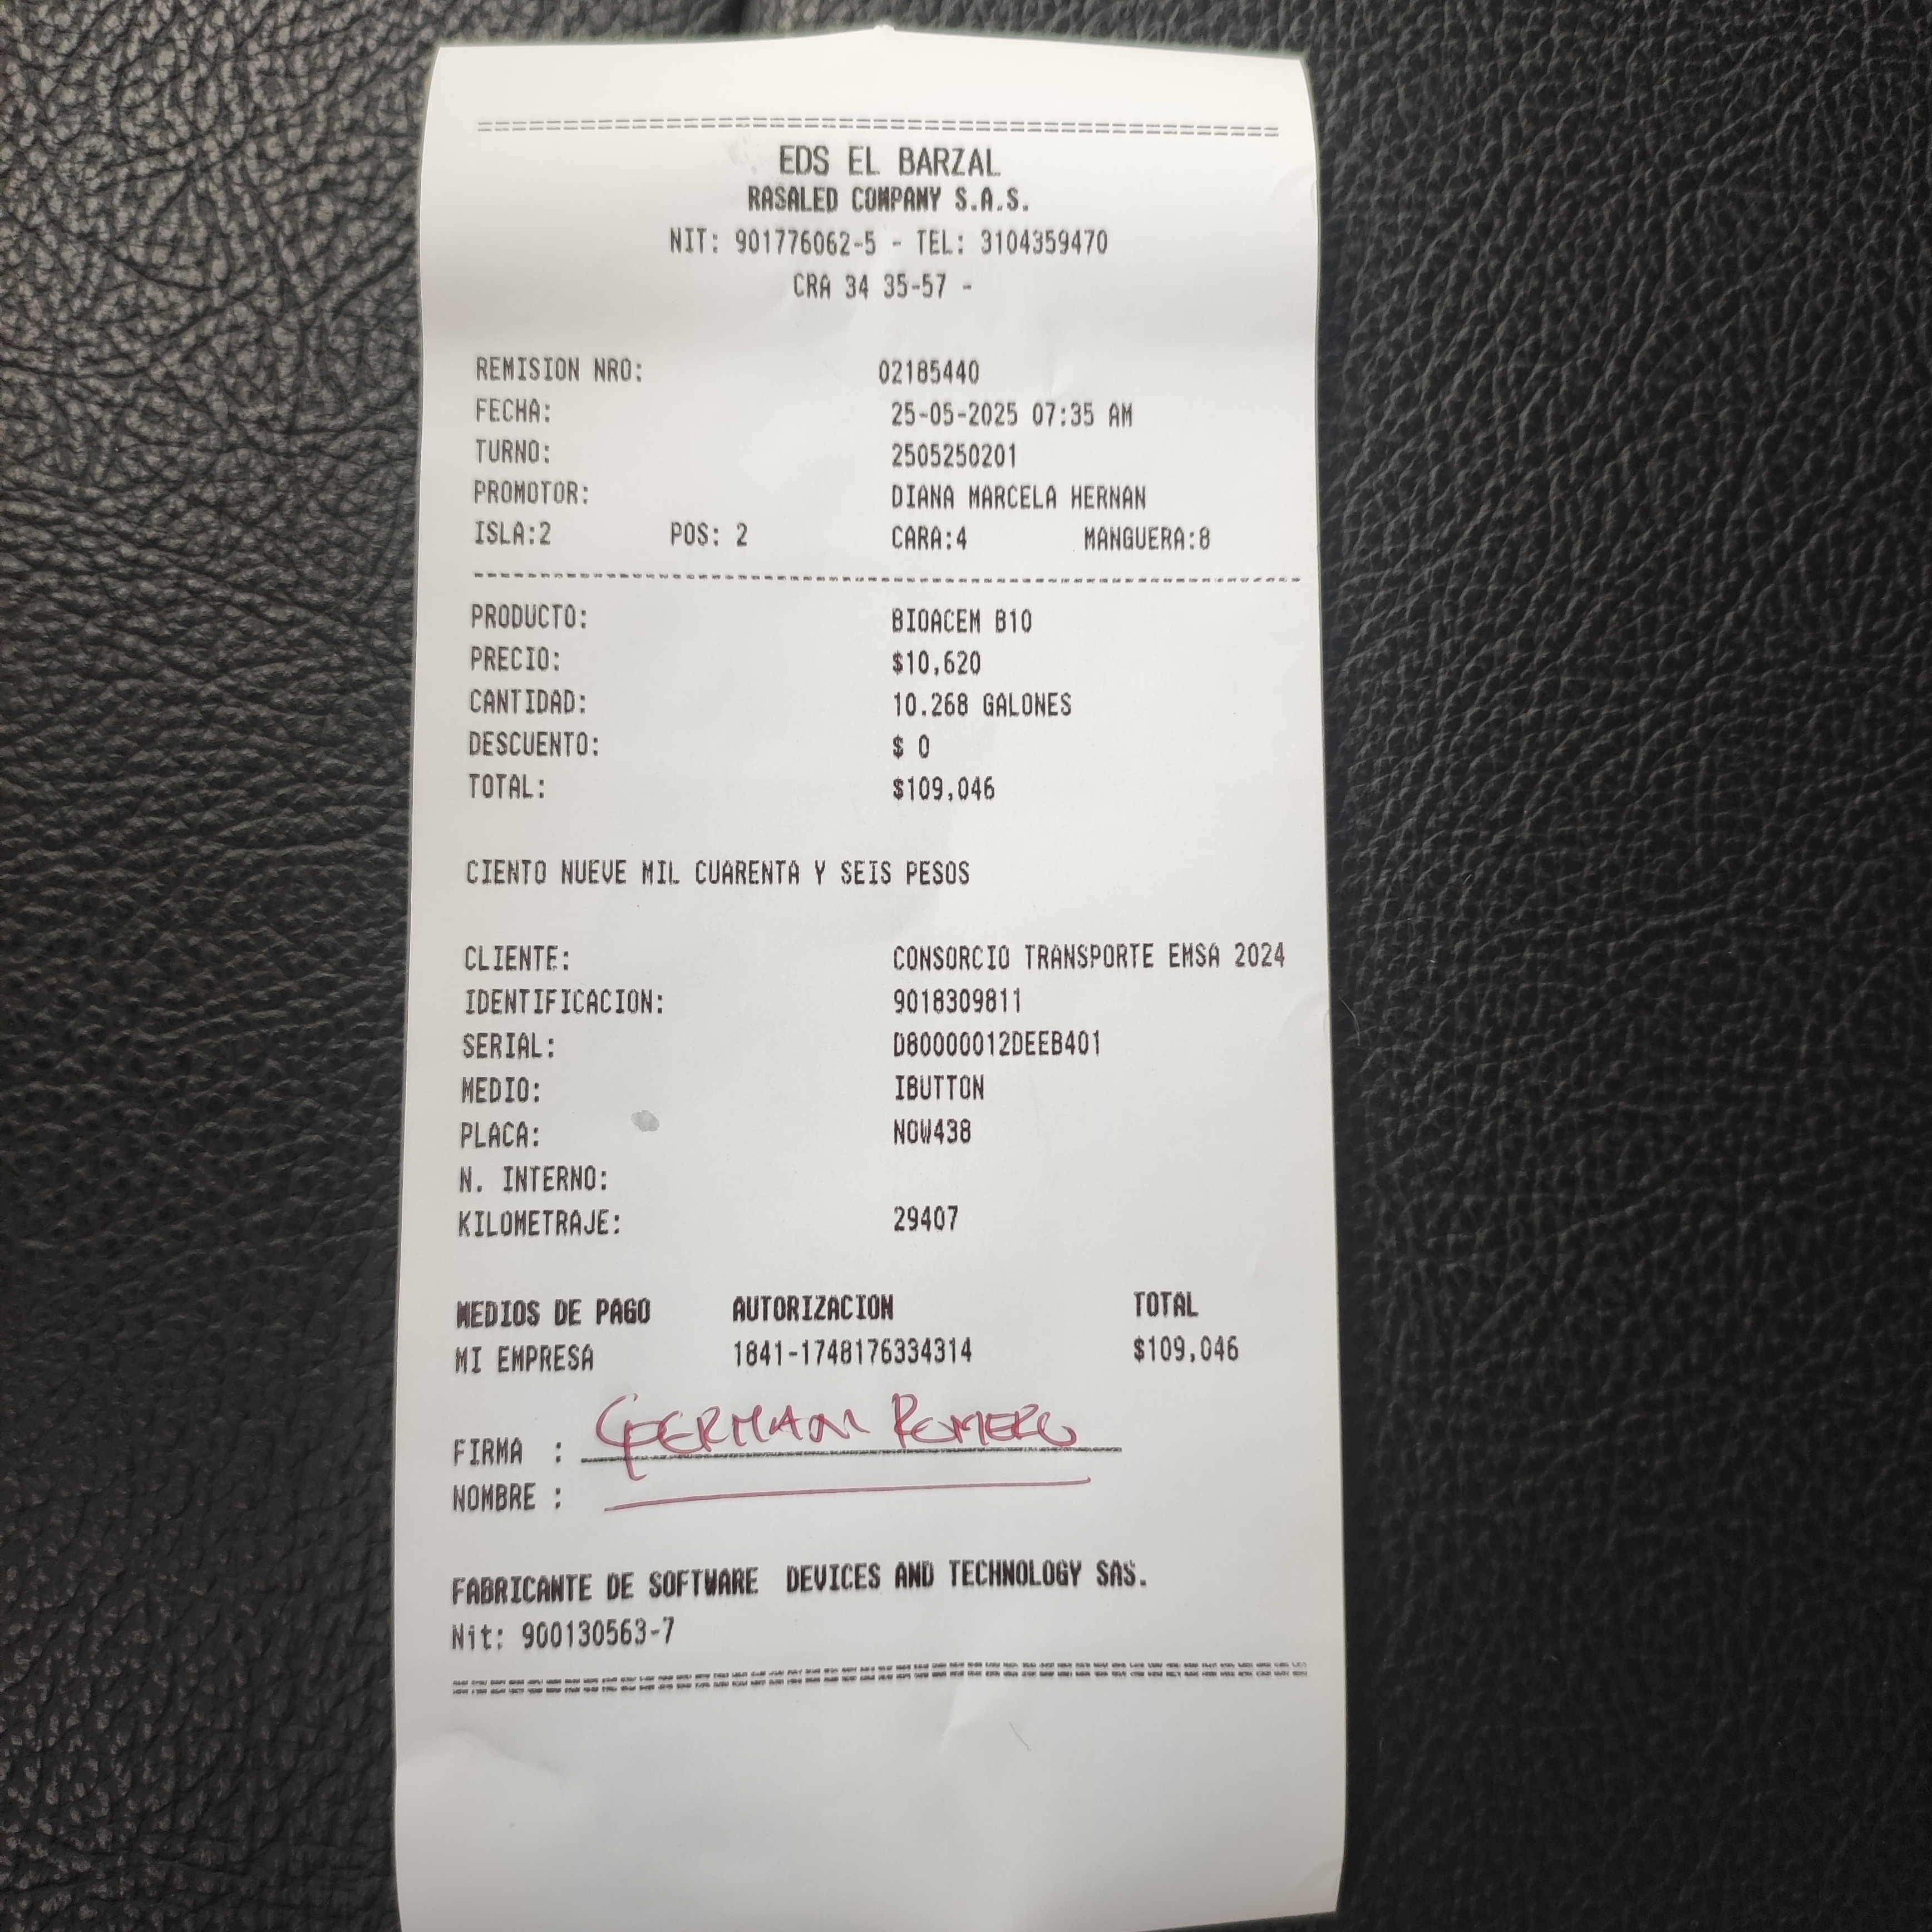 EDS EL BARZAL
RASALED COMPANY S.A.S.
NIT: 901776062-5 - TEL: 3104359470
CRA 34 35-57 -
REMISION NRO: 02185440
FECHA: 25-05-2025 07:35 AM
TURNO: 2505250201
PROMOTOR: DIANA MARCELA HERNAN
ISLA:2 POS: 2 CARA:4 MANGUERA:8
PRODUCTO: BIOACEM B10
PRECIO: $10,620
CANTIDAD: 10.268 GALONES
DESCUENTO: $ 0
TOTAL: $109,046
CIENTO NUEVE MIL CUARENTA Y SEIS PESOS
CLIENTE: CONSORCIO TRANSPORTE EMSA 2024
IDENTIFICACION: 9018309811
SERIAL: D80000012DEEB401
MEDIO: IBUTTON
PLACA: NOW438
N. INTERNO:
KILOMETRAJE: 29407
MEDIOS DE PAGO AUTORIZACION TOTAL
MI EMPRESA 1841-1748176334314 $109,046
FIRMA : GERMAN ROMERO
NOMBRE :
FABRICANTE DE SOFTWARE DEVICES AND TECHNOLOGY SAS.
Nit: 900130563-7